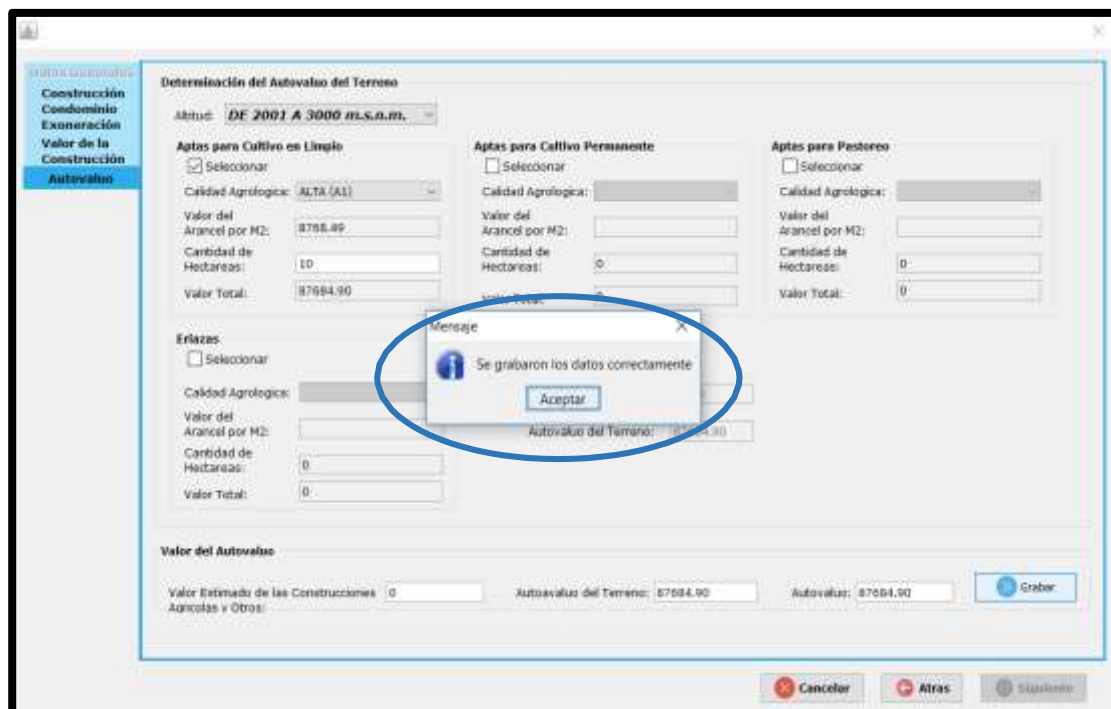 Construcción
Condominio
Exoneración
Valor de la
Construcción
Autovaluo
Determinación del Autovaluo del Terreno
Altitud: DE 2001 A 3000 m.s.n.m.
Aptas para Cultivo en Limpio
Seleccionar
Calidad Agrologica: ALTA (A1)
Valor del
Arancel por M2: 8768.49
Cantidad de
Hectareas: 10
Valor Total: 87684.90
Aptas para Cultivo Permanente
Seleccionar
Calidad Agrologica:
Valor del
Arancel por M2:
Cantidad de
Hectareas: 0
Valor Total: 0
Aptas para Pastoreo
Seleccionar
Calidad Agrologica:
Valor del
Arancel por M2:
Cantidad de
Hectareas: 0
Valor Total: 0
Eriazas
Seleccionar
Calidad Agrologica:
Valor del
Arancel por M2:
Cantidad de
Hectareas: 0
Valor Total: 0
Mensaje
Se grabaron los datos correctamente
Aceptar
Autovaluo del Terreno: 87684.90
Valor del Autovaluo
Valor Estimado de las Construcciones 0
Agricolas y Otros:
Autoavaluo del Terreno: 87684.90
Autovaluo: 87684.90
Grabar
Cancelar
Atras
Siguiente